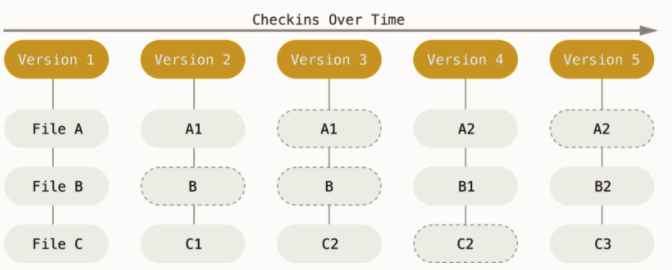 Checkins Over Time
Version 1 Version 2 Version 3 Version 4 Version 5
File A A1 A1 A2 A2
File B B B B1 B2
File C C1 C2 C2 C3